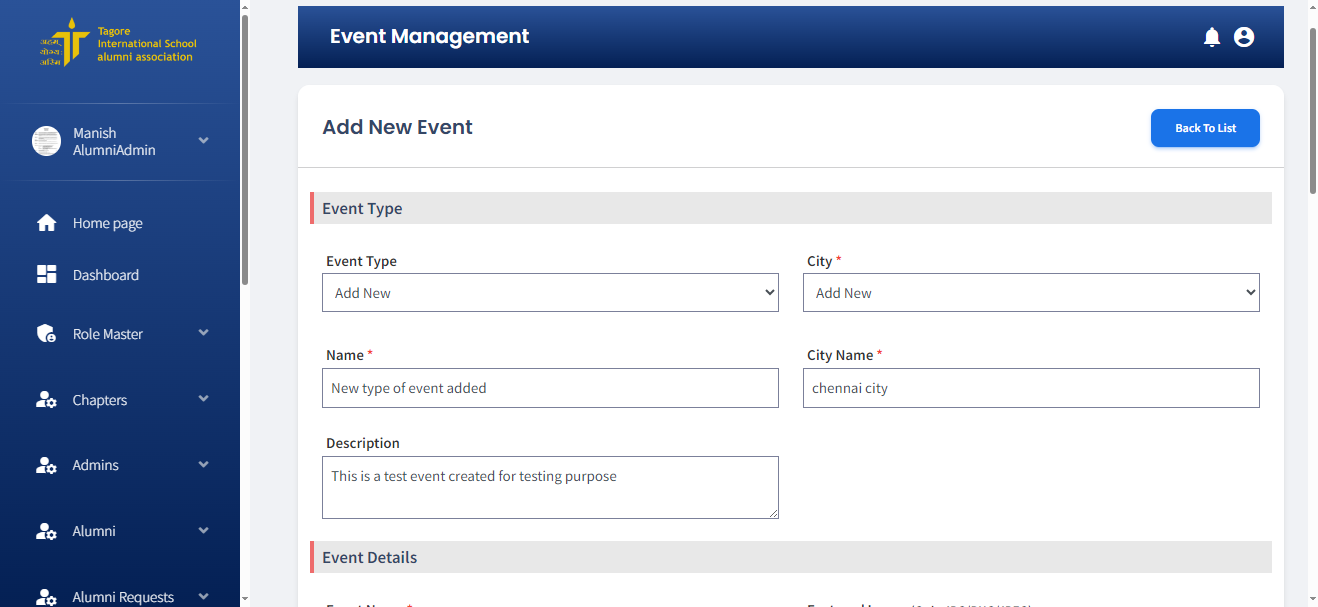 अहम्
योग्यः
अस्मि
Tagore
International School
alumni association
Manish
AlumniAdmin
Home page
Dashboard
Role Master
Chapters
Admins
Alumni
Alumni Requests
Event Management
Add New Event
Back To List
Event Type
Event Type
City *
Add New
Add New
Name *
City Name *
New type of event added
chennai city
Description
This is a test event created for testing purpose
Event Details